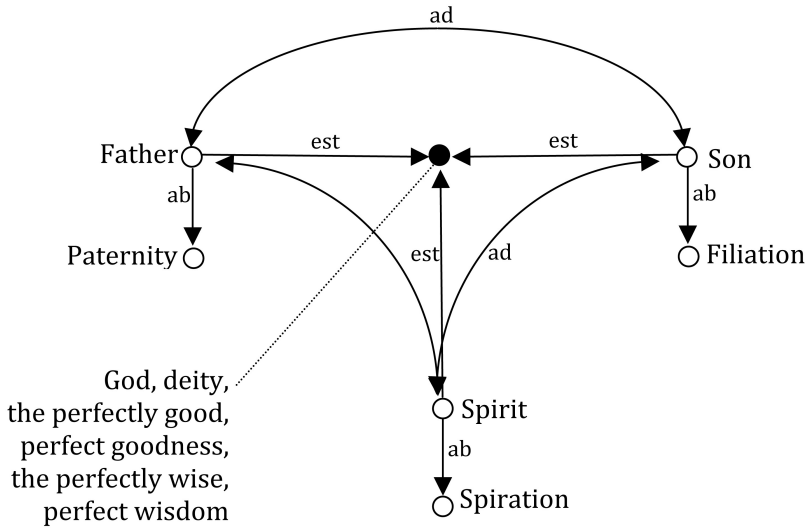 ad
est
est
Father
Son
ab
ab
Paternity
est
ad
Filiation
God, deity,
the perfectly good,
perfect goodness,
the perfectly wise,
perfect wisdom
Spirit
ab
Spiration